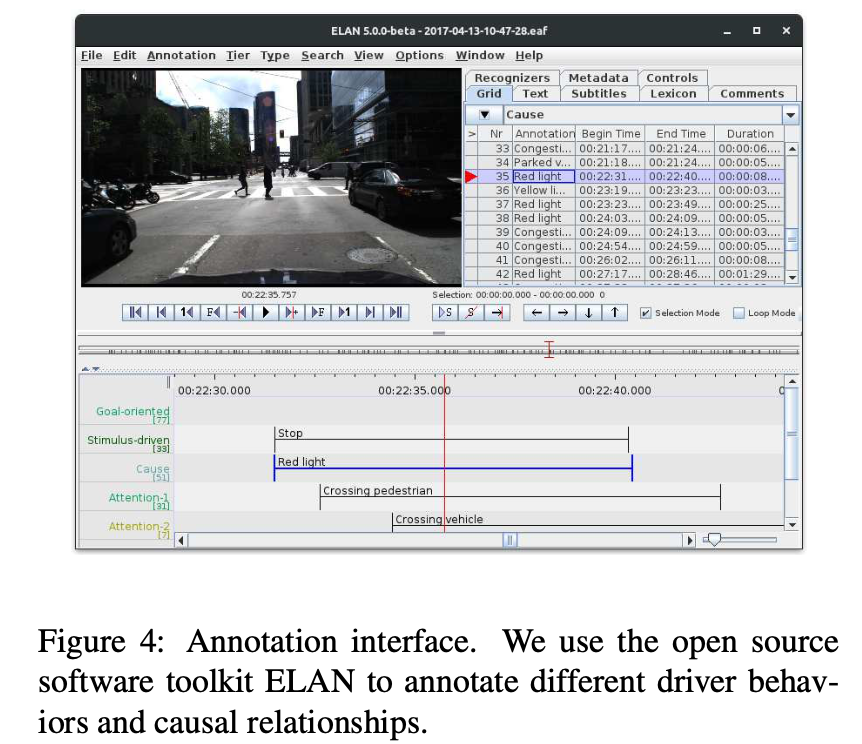 ELAN 5.0.0-beta - 2017-04-13-10-47-28.eaf
File Edit Annotation Tier Type Search View Options Window Help
Recognizers Metadata Controls
Grid Text Subtitles Lexicon Comments
Cause
> Nr Annotation Begin Time End Time Duration
33 Congesti... 00:21:17.... 00:21:24.... 00:00:06....
34 Parked v... 00:21:18.... 00:21:24.... 00:00:05....
35 Red light 00:22:31.... 00:22:40.... 00:00:08....
36 Yellow li... 00:23:19.... 00:23:23.... 00:00:03....
37 Red light 00:23:23.... 00:23:49.... 00:00:25....
38 Red light 00:24:03.... 00:24:09.... 00:00:05....
39 Congesti... 00:24:09.... 00:24:13.... 00:00:03....
40 Congesti... 00:24:54.... 00:24:59.... 00:00:05....
41 Congesti... 00:26:02.... 00:26:11.... 00:00:08....
42 Red light 00:27:17.... 00:28:46.... 00:01:29....
00:22:35.757
Selection: 00:00:00.000 - 00:00:00.000 0
Selection Mode Loop Mode
00:22:30.000 00:22:35.000 00:22:40.000
Goal-oriented
[77]
Stimulus-driven
[33]
Stop
Cause
[51]
Red light
Attention-1
[31]
Crossing pedestrian
Attention-2
[7]
Crossing vehicle
Figure 4: Annotation interface. We use the open source
software toolkit ELAN to annotate different driver behav-
iors and causal relationships.